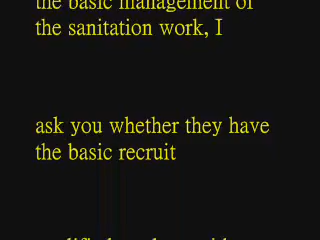 the basic management of
the sanitation work, I
ask you whether they have
the basic recruit